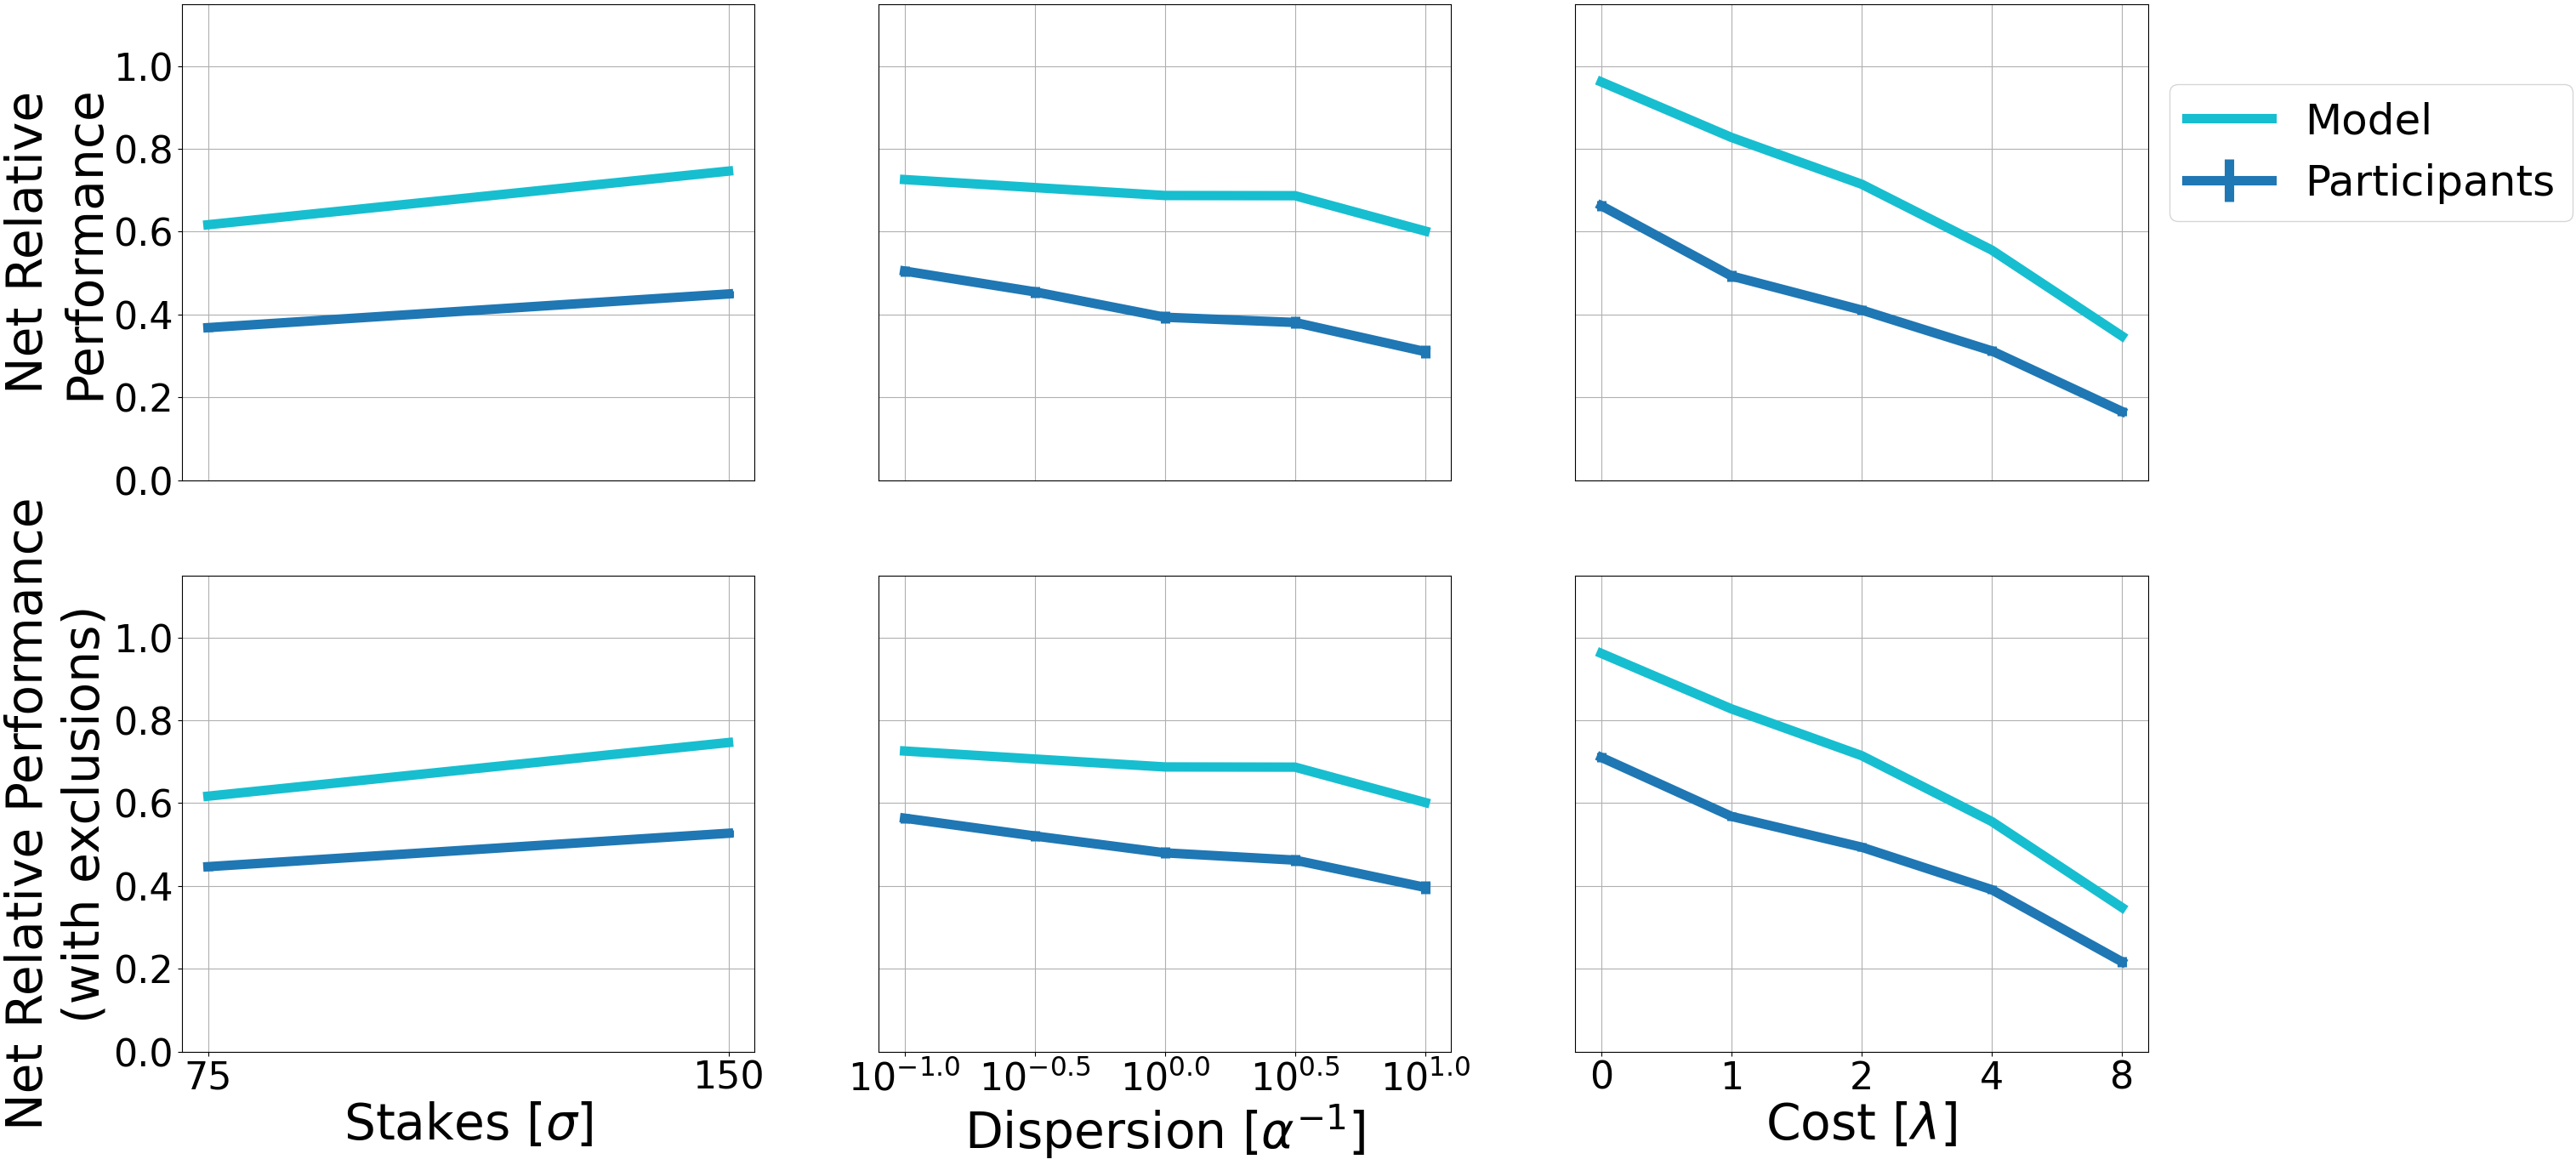 Net Relative
Performance
1.0
0.8
0.6
0.4
0.2
0.0
Model
Participants
Net Relative Performance
(with exclusions)
1.0
0.8
0.6
0.4
0.2
0.0
75 150
Stakes [σ]
10^{-1.0} 10^{-0.5} 10^{0.0} 10^{0.5} 10^{1.0}
Dispersion [α^{-1}]
0 1 2 4 8
Cost [λ]